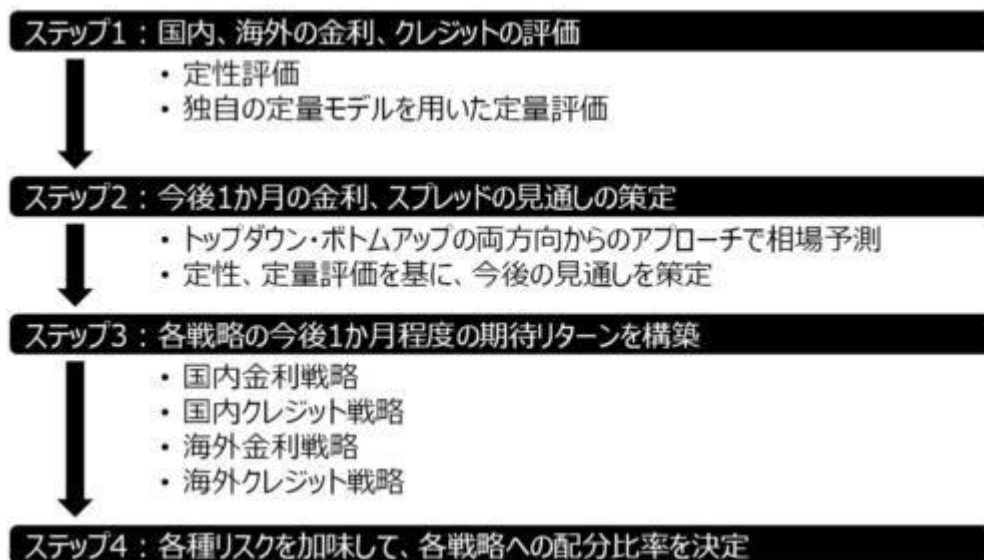 ステップ1：国内、海外の金利、クレジットの評価
・定性評価
・独自の定量モデルを用いた定量評価
ステップ2：今後1か月の金利、スプレッドの見通しの策定
・トップダウン・ボトムアップの両方向からのアプローチで相場予測
・定性、定量評価を基に、今後の見通しを策定
ステップ3：各戦略の今後1か月程度の期待リターンを構築
・国内金利戦略
・国内クレジット戦略
・海外金利戦略
・海外クレジット戦略
ステップ4：各種リスクを加味して、各戦略への配分比率を決定